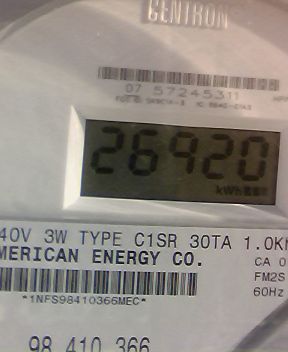 CENTRON
07 57245311
26920
kWh
40V 3W TYPE C1SR 30TA 1.0K
MERICAN ENERGY CO.
CA 0
FM2S
60Hz
*1NFS98410366MEC*
98 410 366